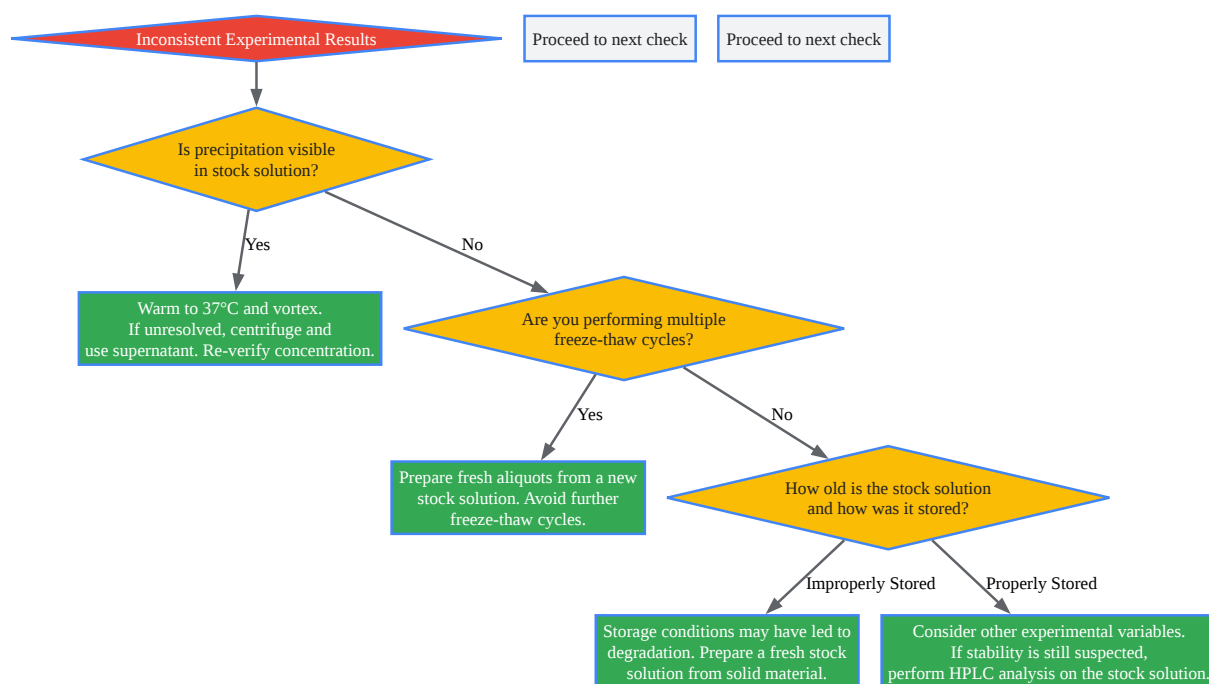 Inconsistent Experimental Results
Proceed to next check
Proceed to next check
Is precipitation visible
in stock solution?
Yes
No
Warm to 37°C and vortex.
If unresolved, centrifuge and
use supernatant. Re-verify concentration.
Are you performing multiple
freeze-thaw cycles?
Yes
No
Prepare fresh aliquots from a new
stock solution. Avoid further
freeze-thaw cycles.
How old is the stock solution
and how was it stored?
Improperly Stored
Properly Stored
Storage conditions may have led to
degradation. Prepare a fresh stock
solution from solid material.
Consider other experimental variables.
If stability is still suspected,
perform HPLC analysis on the stock solution.